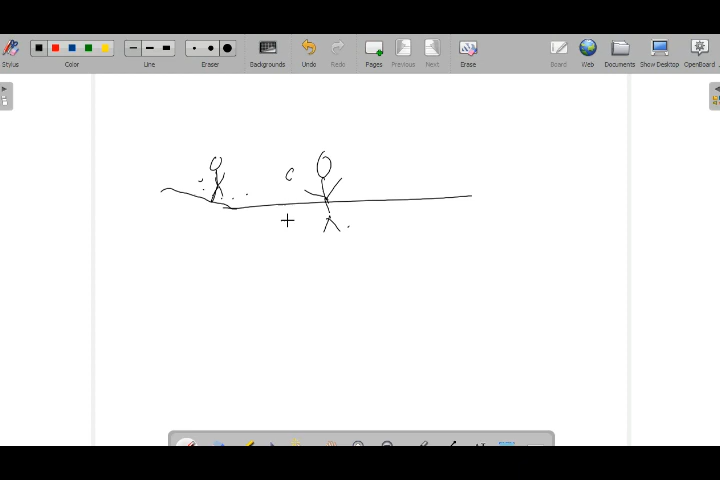 Stylus Color Line Eraser Backgrounds Undo Redo Pages Previous Next Erase Board Web Documents Show Desktop OpenBoard
c